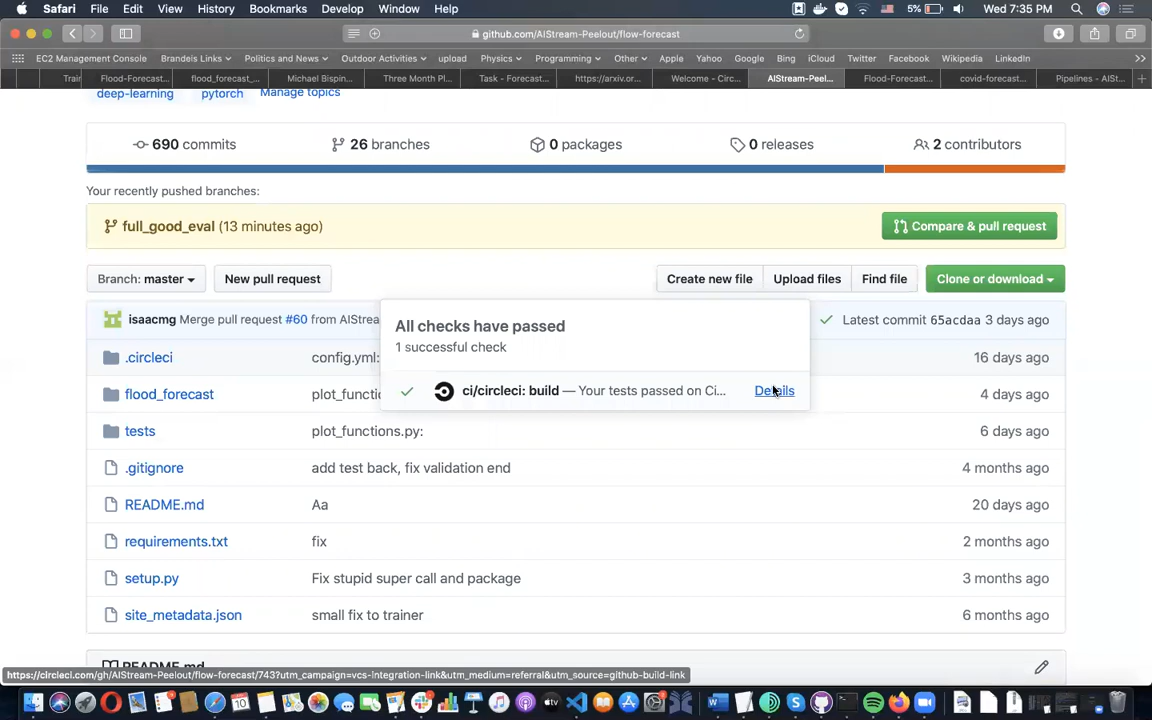 Safari File Edit View History Bookmarks Develop Window Help 5% Wed 7:35 PM
github.com/AIStream-Peelout/flow-forecast
EC2 Management Console Brandeis Links Politics and News Outdoor Activities upload Physics Programming Other Apple Yahoo Google Bing iCloud Twitter Facebook Wikipedia LinkedIn
Trair Flood-Forecast... flood_forecast_... Michael Bispin... Three Month Pl... Task - Forecast... https://arxiv.or... Welcome – Circ... AIStream-Peel... Flood-Forecast... covid-forecast... Pipelines - AISt...
deep-learning pytorch Manage topics
690 commits 26 branches 0 packages 0 releases 2 contributors
Your recently pushed branches:
full_good_eval (13 minutes ago) Compare & pull request
Branch: master New pull request Create new file Upload files Find file Clone or download
isaacmg Merge pull request #60 from AIStrea Latest commit 65acdaa 3 days ago
All checks have passed
1 successful check
.circleci config.yml: 16 days ago
ci/circleci: build — Your tests passed on Ci... Details
flood_forecast plot_functio 4 days ago
tests plot_functions.py: 6 days ago
.gitignore add test back, fix validation end 4 months ago
README.md Aa 20 days ago
requirements.txt fix 2 months ago
setup.py Fix stupid super call and package 3 months ago
site_metadata.json small fix to trainer 6 months ago
README.md
https://circleci.com/gh/AIStream-Peelout/flow-forecast/743?utm_campaign=vcs-integration-link&utm_medium=referral&utm_source=github-build-link